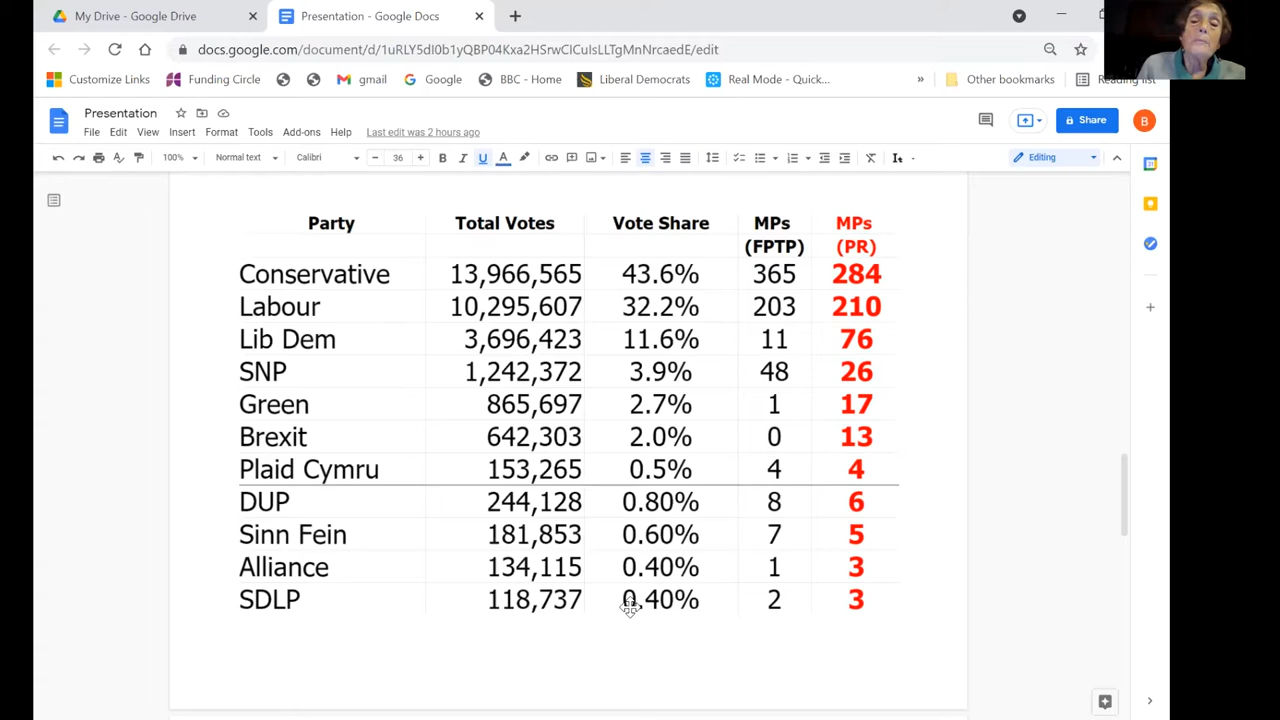 My Drive - Google Drive
Presentation - Google Docs
docs.google.com/document/d/1uRLY5dI0b1yQBP04Kxa2HSrwCICuIsLLTgMnNrcaedE/edit
Customize Links Funding Circle gmail Google BBC - Home Liberal Democrats Real Mode - Quick... » Other bookmarks Reading list
Presentation
File Edit View Insert Format Tools Add-ons Help Last edit was 2 hours ago
Share B
100% Normal text Calibri 36 B I U A Editing
Party Total Votes Vote Share MPs MPs
(FPTP) (PR)
Conservative 13,966,565 43.6% 365 284
Labour 10,295,607 32.2% 203 210
Lib Dem 3,696,423 11.6% 11 76
SNP 1,242,372 3.9% 48 26
Green 865,697 2.7% 1 17
Brexit 642,303 2.0% 0 13
Plaid Cymru 153,265 0.5% 4 4
DUP 244,128 0.80% 8 6
Sinn Fein 181,853 0.60% 7 5
Alliance 134,115 0.40% 1 3
SDLP 118,737 0.40% 2 3